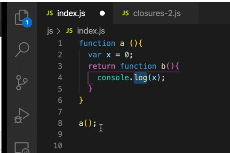 index.js
closures-2.js
js > index.js
1
function a (){
2
var x = 0;
3
return function b(){
4
console.log(x);
5
}
6
}
7
8
a();
9
10